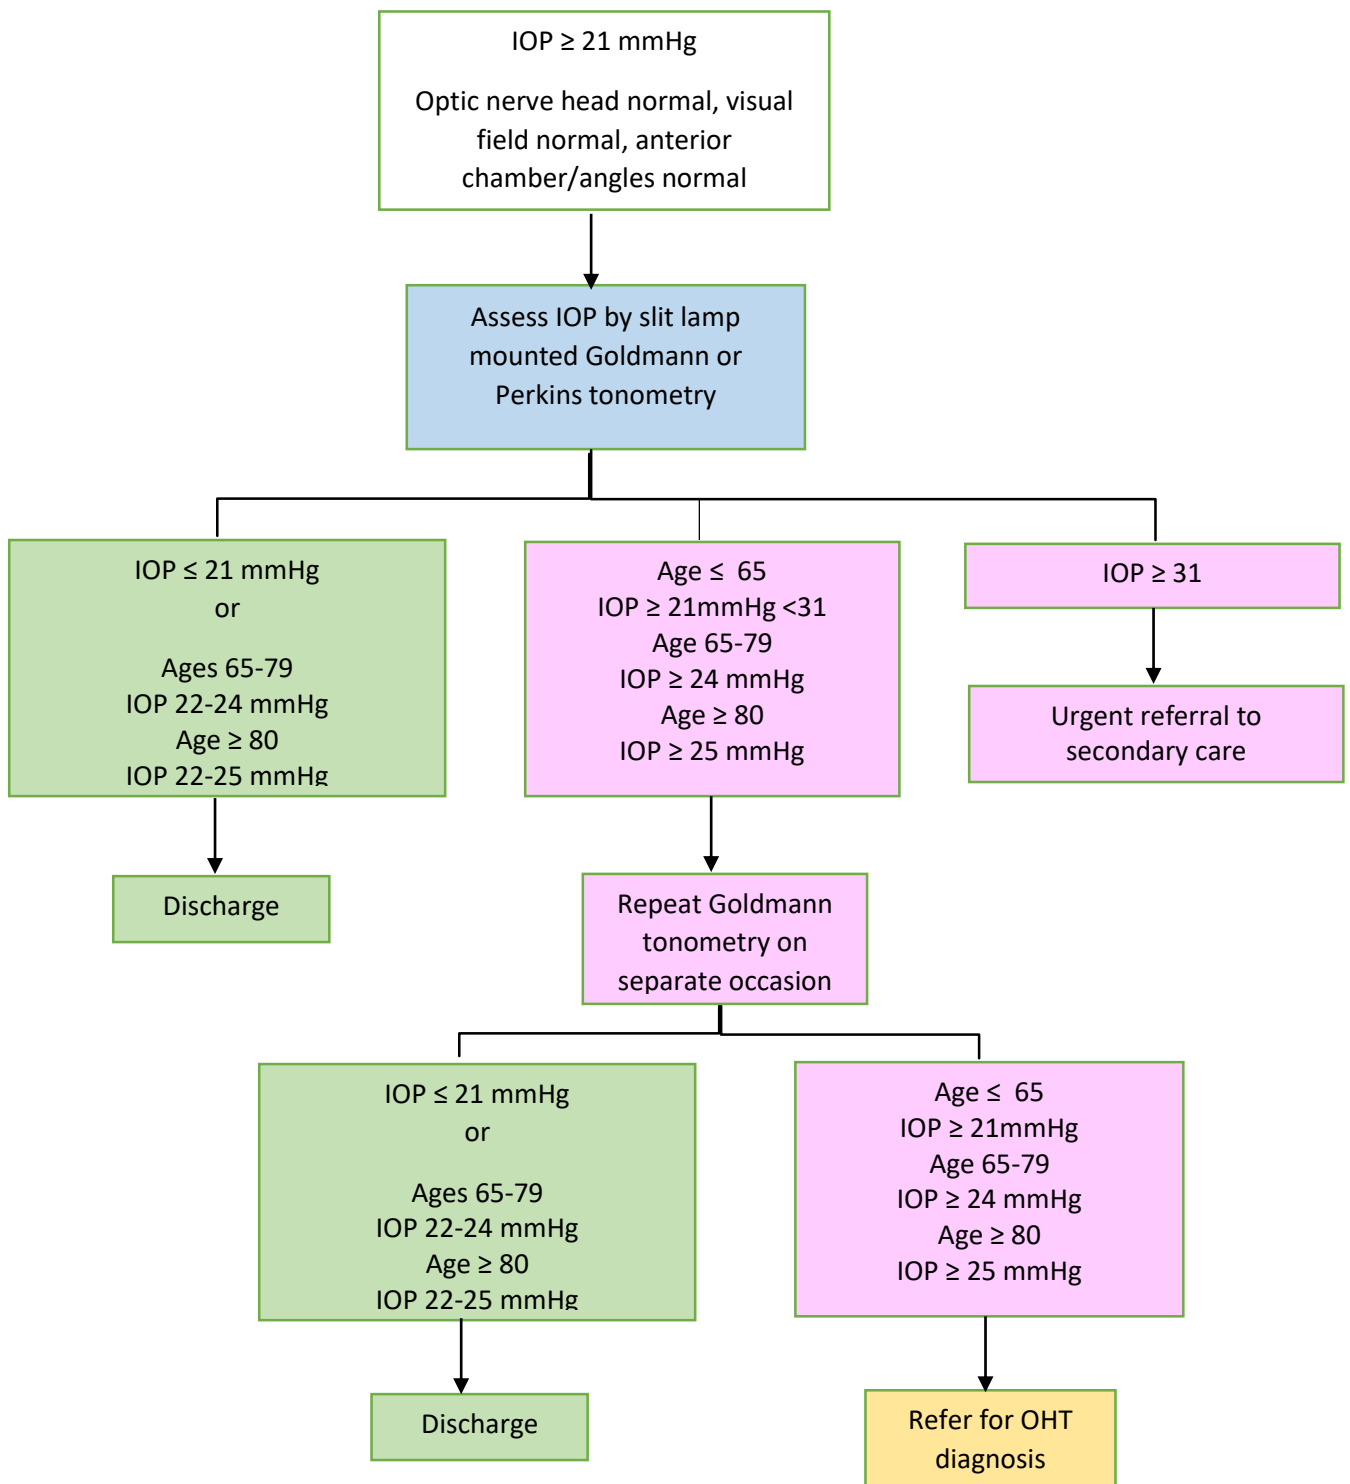 IOP ≥ 21 mmHg
Optic nerve head normal, visual
field normal, anterior
chamber/angles normal
Assess IOP by slit lamp
mounted Goldmann or
Perkins tonometry
IOP ≤ 21 mmHg
or
Ages 65-79
IOP 22-24 mmHg
Age ≥ 80
IOP 22-25 mmHg
Age ≤  65
IOP ≥ 21mmHg <31
Age 65-79
IOP ≥ 24 mmHg
Age ≥ 80
IOP ≥ 25 mmHg
IOP ≥ 31
Urgent referral to
secondary care
Discharge
Repeat Goldmann
tonometry on
separate occasion
IOP ≤ 21 mmHg
or
Ages 65-79
IOP 22-24 mmHg
Age ≥ 80
IOP 22-25 mmHg
Age ≤  65
IOP ≥ 21mmHg
Age 65-79
IOP ≥ 24 mmHg
Age ≥ 80
IOP ≥ 25 mmHg
Discharge
Refer for OHT
diagnosis